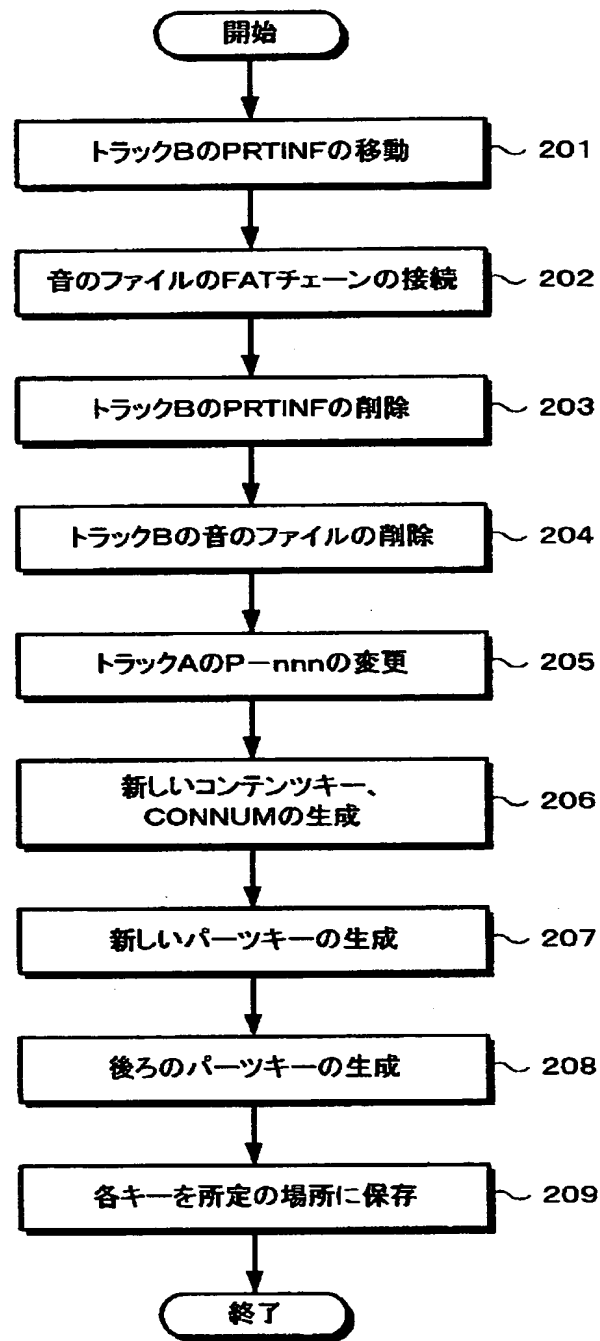 開始
トラックBのPRTINFの移動 201
音のファイルのFATチェーンの接続 202
トラックBのPRTINFの削除 203
トラックBの音のファイルの削除 204
トラックAのP－nnnの変更 205
新しいコンテンツキー、
CONNUMの生成 206
新しいパーツキーの生成 207
後ろのパーツキーの生成 208
各キーを所定の場所に保存 209
終了